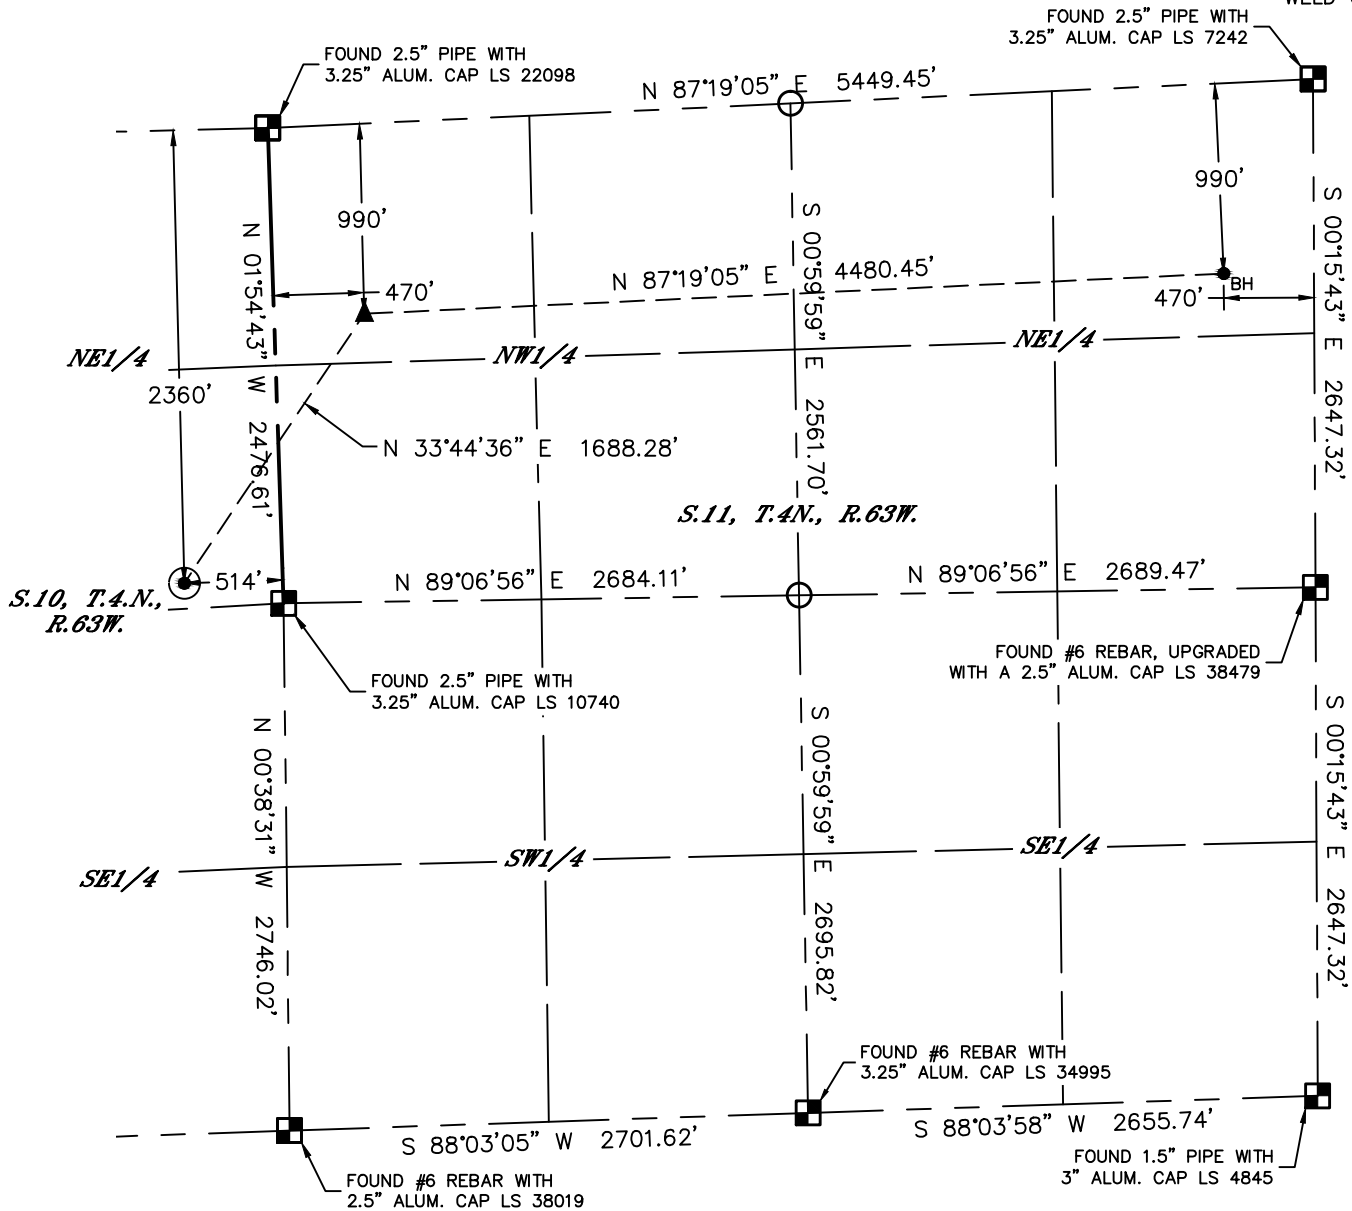 FOUND 2.5" PIPE WITH
3.25" ALUM. CAP LS 7242
FOUND 2.5" PIPE WITH
3.25" ALUM. CAP LS 22098
N 87°19'05" E 5449.45'
990'
990'
N 01°54'43" W 2476.61'
S 00°59'59" E 2561.70'
S 00°15'43" E 2647.32'
N 87°19'05" E 4480.45'
BH
470'
470'
NE1/4
NW1/4
NE1/4
2360'
N 33°44'36" E 1688.28'
S.11, T.4N., R.63W.
514'
N 89°06'56" E 2684.11'
N 89°06'56" E 2689.47'
S.10, T.4.N.,
R.63W.
FOUND #6 REBAR, UPGRADED
WITH A 2.5" ALUM. CAP LS 38479
FOUND 2.5" PIPE WITH
3.25" ALUM. CAP LS 10740
N 00°38'31" W 2746.02'
S 00°59'59" E 2695.82'
S 00°15'43" E 2647.32'
SE1/4
SW1/4
SE1/4
FOUND #6 REBAR WITH
3.25" ALUM. CAP LS 34995
S 88°03'05" W 2701.62'
S 88°03'58" W 2655.74'
FOUND 1.5" PIPE WITH
3" ALUM. CAP LS 4845
FOUND #6 REBAR WITH
2.5" ALUM. CAP LS 38019